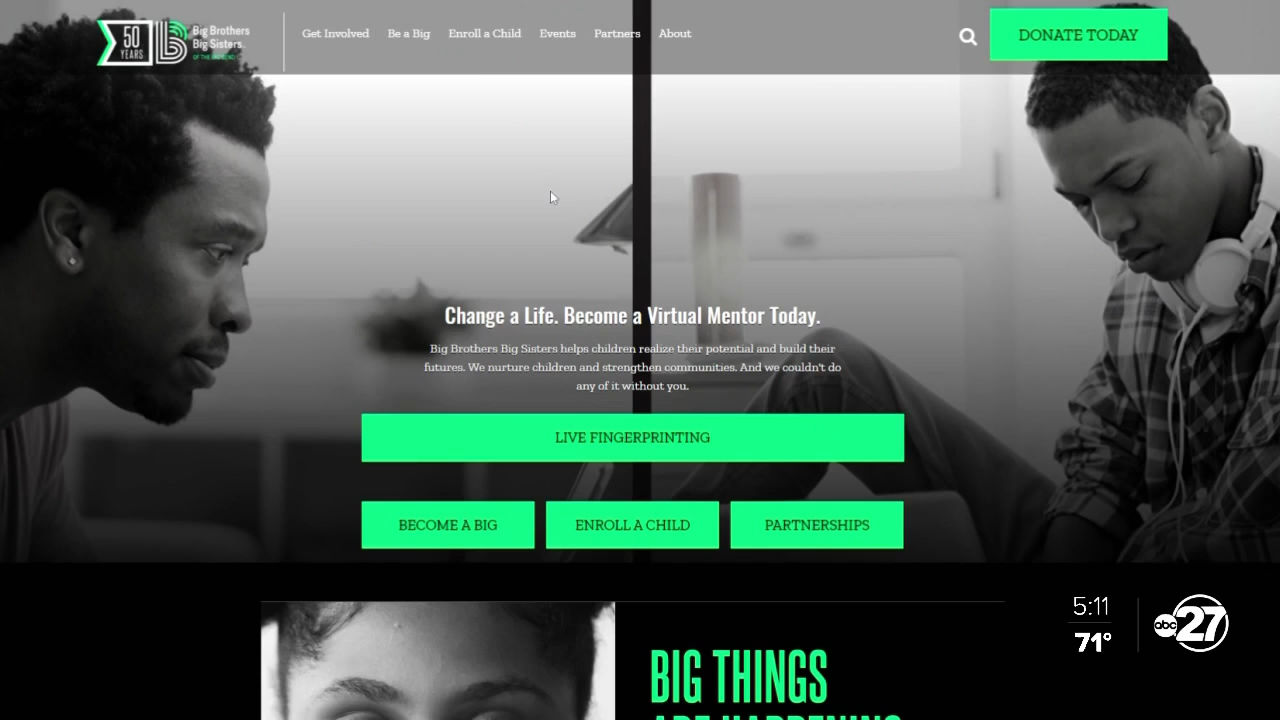 50
YEARS
Big Brothers
Big Sisters.
Get Involved
Be a Big
Enroll a Child
Events
Partners
About
DONATE TODAY
Change a Life. Become a Virtual Mentor Today.
Big Brothers Big Sisters helps children realize their potential and build their
futures. We nurture children and strengthen communities. And we couldn't do
any of it without you.
LIVE FINGERPRINTING
BECOME A BIG
ENROLL A CHILD
PARTNERSHIPS
BIG THINGS
ARE HAPPENING
5:11
71°
abc
27